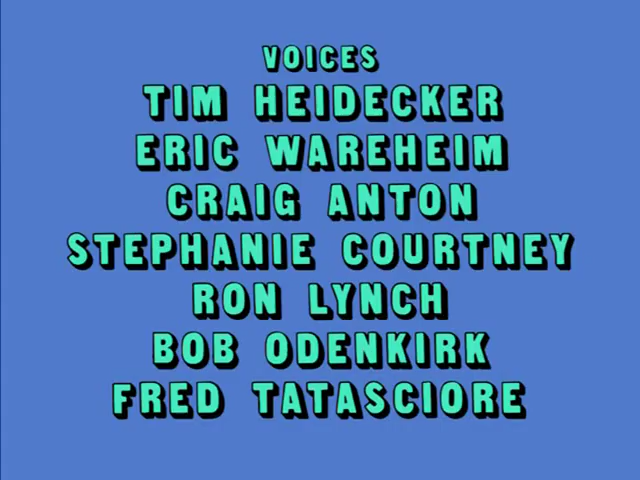 VOICES
TIM HEIDECKER
ERIC WAREHEIM
CRAIG ANTON
STEPHANIE COURTNEY
RON LYNCH
BOB ODENKIRK
FRED TATASCIORE